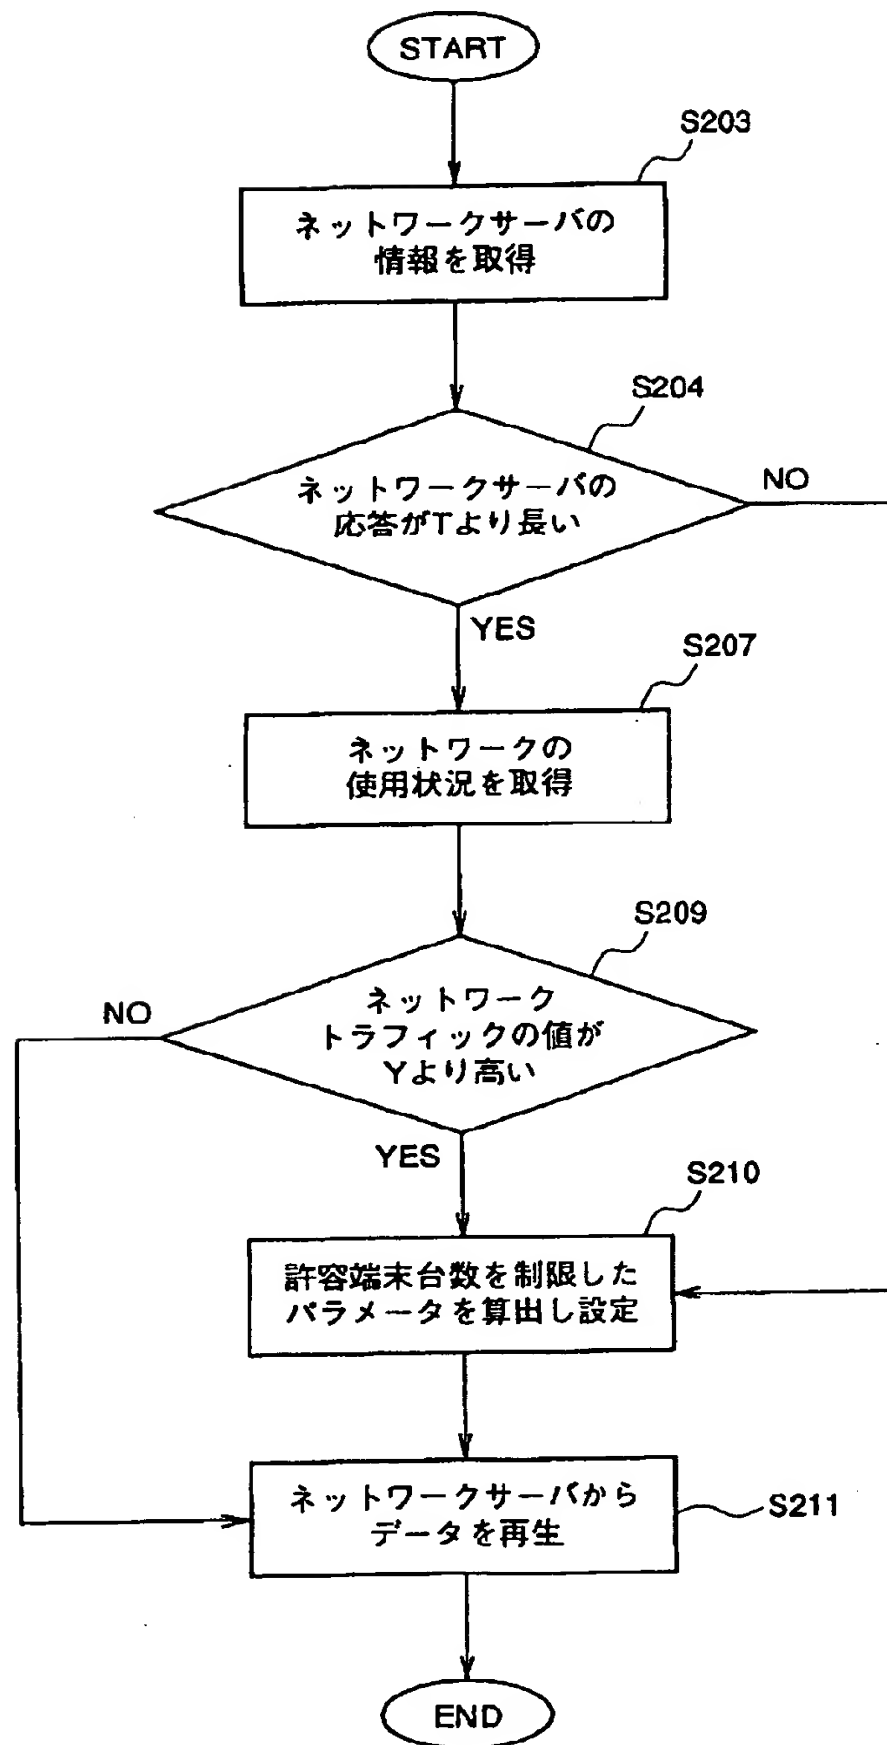 START
S203
ネットワークサーバの
情報を取得
S204
ネットワークサーバの
応答がTより長い
NO
YES
S207
ネットワークの
使用状況を取得
S209
ネットワーク
トラフィックの値が
Yより高い
NO
YES
S210
許容端末台数を制限した
パラメータを算出し設定
ネットワークサーバから
データを再生
S211
END